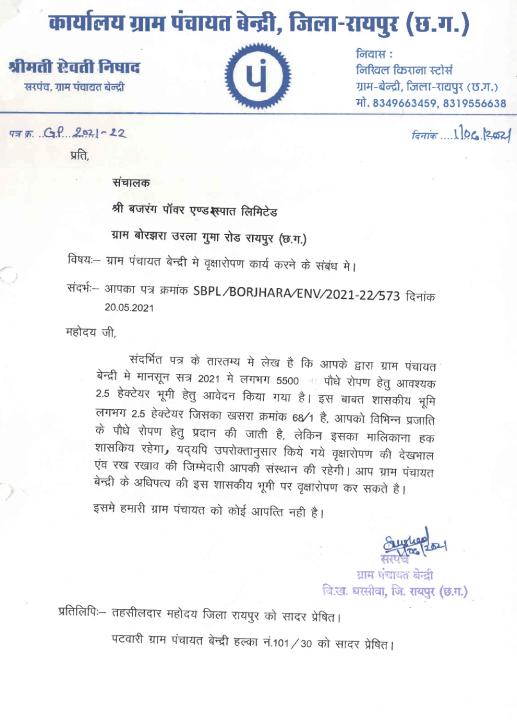 कार्यालय ग्राम पंचायत बेन्द्री, जिला-रायपुर (छ.ग.)
श्रीमती रेवती निषाद
सरपंच, ग्राम पंचायत बेन्द्री
पं
निवास :
निखिल किराना स्टोर्स
ग्राम-बेन्द्री, जिला-रायपुर (छ.ग.)
मो. 8349663459, 8319556638
पत्र क्र. ..G.P...2021-22
दिनांक ....1/06/2021
प्रति,
संचालक
श्री बजरंग पॉवर एण्ड इस्पात लिमिटेड
ग्राम बोरझरा उरला गुमा रोड रायपुर (छ.ग.)
विषयः– ग्राम पंचायत बेन्द्री मे वृक्षारोपण कार्य करने के संबंध मे।
संदर्भः– आपका पत्र क्रमांक SBPL/BORJHARA/ENV/2021-22/573 दिनांक
20.05.2021
महोदय जी,
संदर्भित पत्र के तारतम्य मे लेख है कि आपके द्वारा ग्राम पंचायत
बेन्द्री मे मानसून सत्र 2021 मे लगभग 5500 पौधे रोपण हेतु आवश्यक
2.5 हेक्टेयर भूमी हेतु आवेदन किया गया है। इस बाबत शासकीय भूमि
लगभग 2.5 हेक्टेयर जिसका खसरा क्रमांक 68/1 है, आपको विभिन्न प्रजाति
के पौधे रोपण हेतु प्रदान की जाती है, लेकिन इसका मालिकाना हक
शासकिय रहेगा, यद्यपि उपरोक्तानुसार किये गये वृक्षारोपण की देखभाल
एंव रख रखाव की जिम्मेदारी आपकी संस्थान की रहेगी। आप ग्राम पंचायत
बेन्द्री के अधिपत्य की इस शासकीय भूमी पर वृक्षारोपण कर सकते है।
इसमे हमारी ग्राम पंचायत को कोई आपत्ति नही है।
1/06/2021
सरपंच
ग्राम पंचायत बेन्द्री
वि.ख. धरसीवा, जि. रायपुर (छ.ग.)
प्रतिलिपिः– तहसीलदार महोदय जिला रायपुर को सादर प्रेषित।
पटवारी ग्राम पंचायत बेन्द्री हल्का नं.101/30 को सादर प्रेषित।